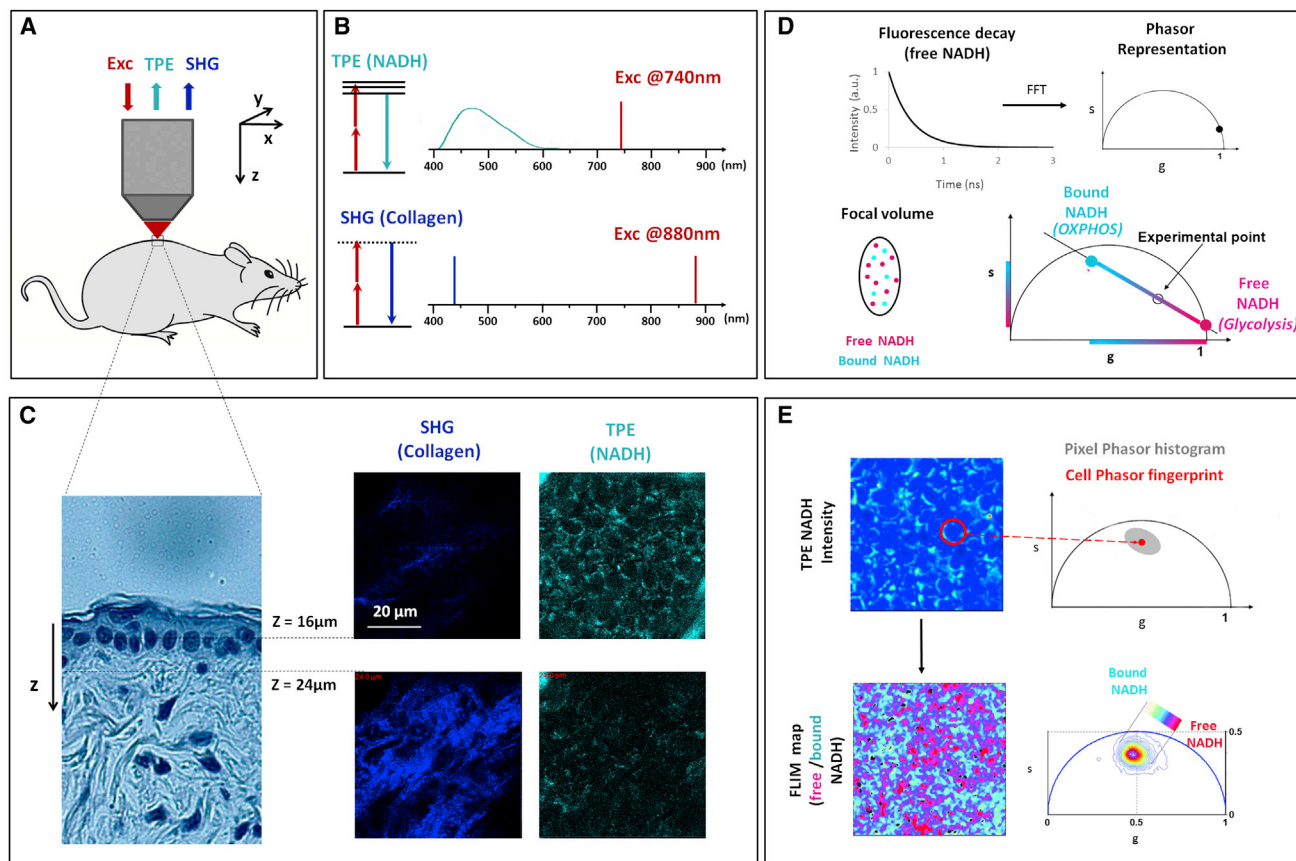 A
Exc TPE SHG
y
x
z
B
TPE (NADH)
Exc @740nm
400 500 600 700 800 900 (nm)
SHG (Collagen)
Exc @880nm
400 500 600 700 800 900 (nm)
C
SHG
(Collagen)
TPE
(NADH)
20 μm
Z = 16μm
Z = 24μm
z
24.0 μm
D
Fluorescence decay
(free NADH)
Intensity (a.u.)
1
0.5
0
0 1 2 3
Time (ns)
FFT
Phasor
Representation
s
g
1
Focal volume
Free NADH
Bound NADH
Bound
NADH
(OXPHOS)
Experimental point
Free
NADH
(Glycolysis)
s
g
1
E
TPE NADH
Intensity
Pixel Phasor histogram
Cell Phasor fingerprint
s
g
1
FLIM map
(free /bound
NADH)
Bound
NADH
Free
NADH
0.5
s
0
0 0.5 1
g